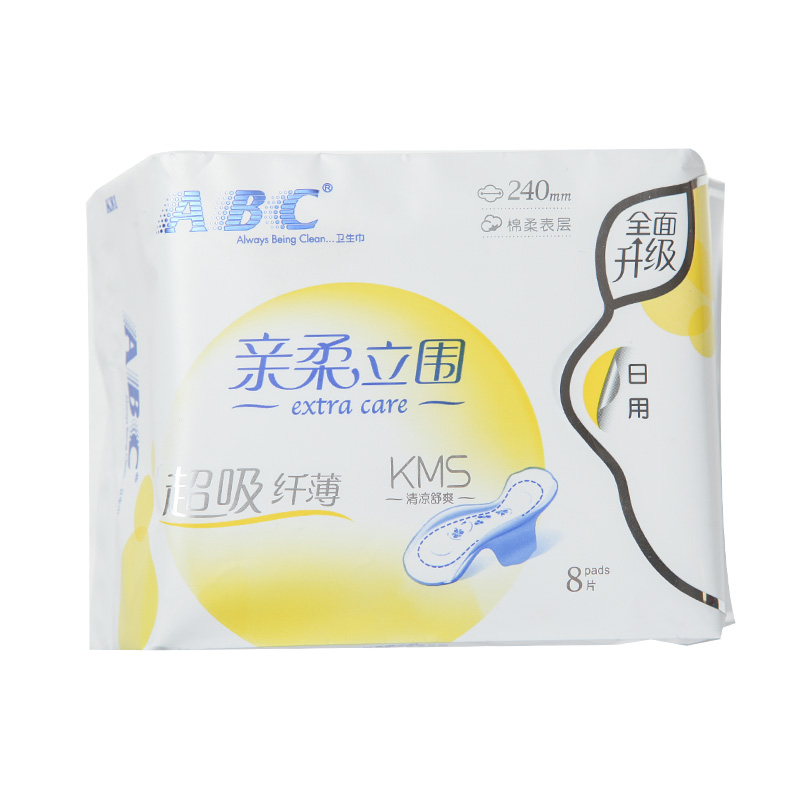 ABC®
Always Being Clean...卫生巾
240mm
棉柔表层
全面
升级
亲柔立围
extra care
日用
超吸纤薄
KMS
清凉舒爽
8 pads
片
ABC